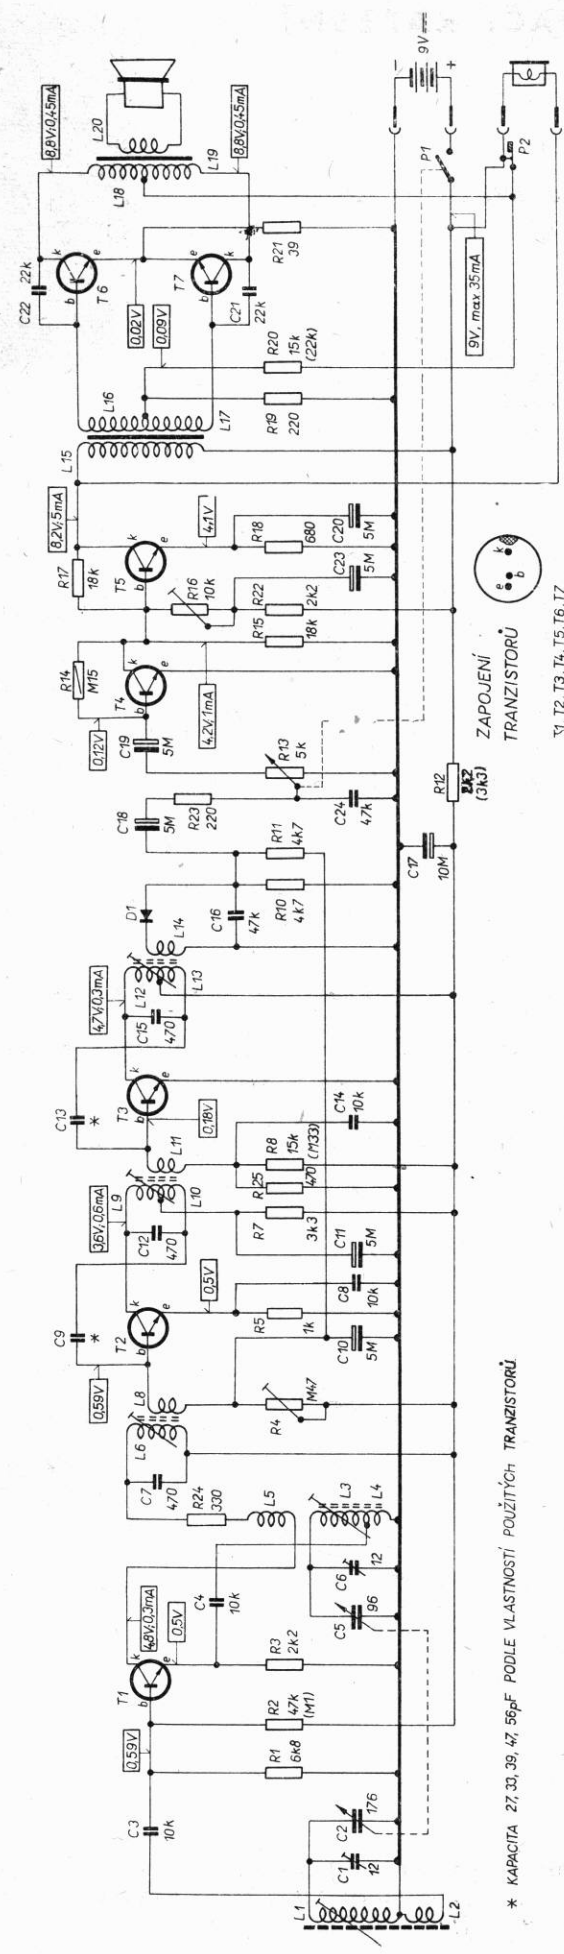 L1
L2
C1
12
C2
176
C3
10k
R1
6k8
0,59V
R2
47k
(M1)
T1
b
k
e
4,8V;0,3mA
0,5V
R3
2k2
C4
10k
C5
96
C6
12
L3
L4
L5
R24
330
C7
470
L6
L8
0,59V
C9
*
R4
M47
T2
b
k
e
C10
5M
R5
1k
0,5V
C8
10k
C11
5M
3,6V;0,6mA
C12
470
L9
L10
R7
3k3
R25
470
R8
15k
(M33)
L11
C14
10k
C13
*
T3
b
k
e
0,18V
4,7V;0,3mA
C15
470
L12
L13
L14
D1
C16
47k
R10
4k7
R11
4k7
C17
10M
R12
(3k3)
C18
5M
R23
220
C24
47k
R13
5k
C19
5M
0,12V
R14
M15
T4
b
k
e
4,2V;1mA
R15
18k
R16
10k
R22
2k2
C23
5M
R17
18k
T5
b
k
e
4,1V
R18
680
C20
5M
8,2V;5mA
L15
L16
L17
R19
220
R20
15k
(22k)
0,02V
0,09V
C22
22k
T6
b
k
e
T7
b
e
k
C21
22k
R21
39
8,8V;0,45mA
8,8V;0,45mA
L18
L19
L20
9V, max 35mA
P1
P2
9V
-
+
ZAPOJENÍ
TRANZISTORŮ
e
b
k
T1, T2, T3, T4, T5, T6, T7
* KAPACITA 27, 33, 39, 47, 56pF PODLE VLASTNOSTÍ POUŽITÝCH TRANZISTORŮ.